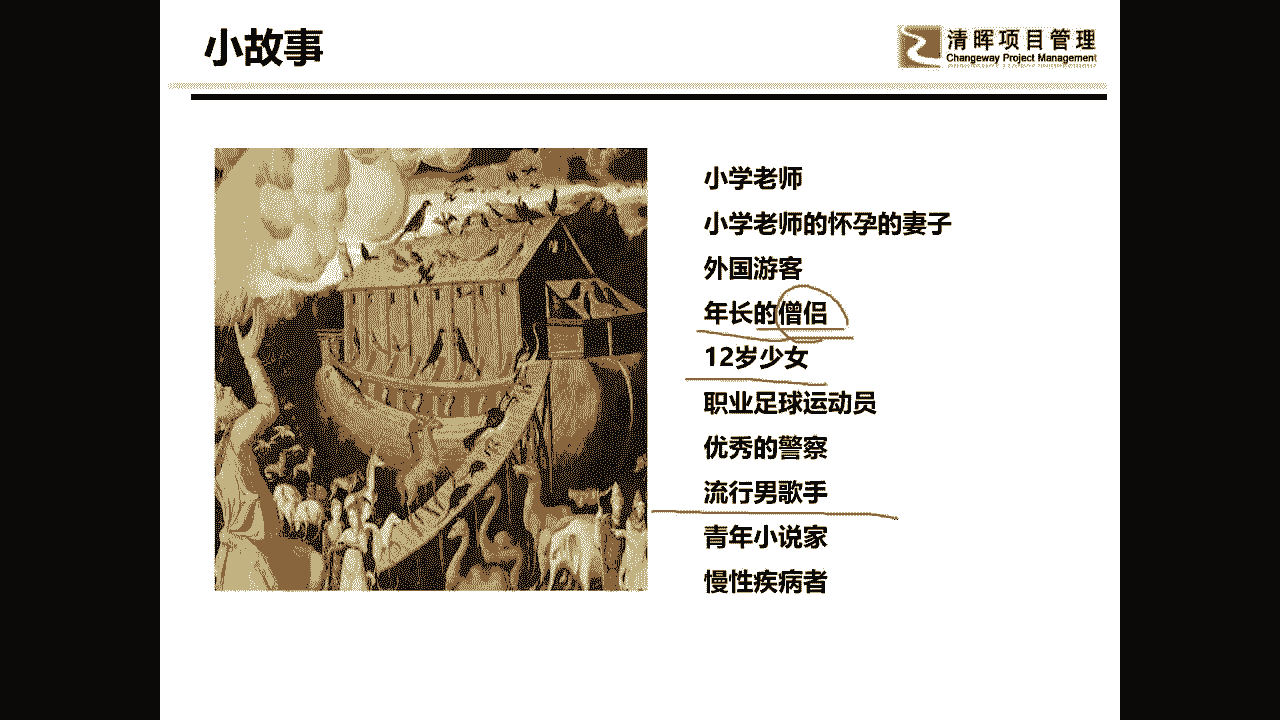 小故事
清晖项目管理
Changeway Project Management
小学老师
小学老师的怀孕的妻子
外国游客
年长的僧侣
12岁少女
职业足球运动员
优秀的警察
流行男歌手
青年小说家
慢性疾病者